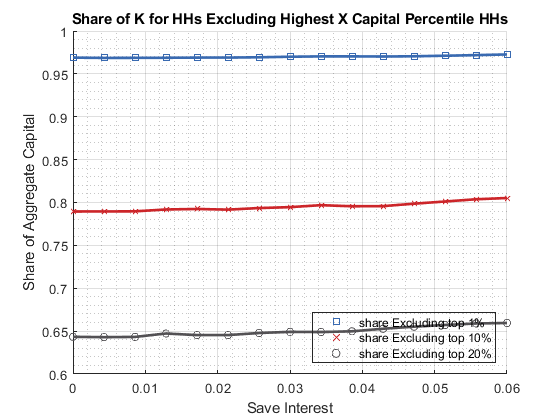 Share of K for HHs Excluding Highest X Capital Percentile HHs
1
0.95
0.9
0.85
0.8
0.75
0.7
0.65
0.6
Share of Aggregate Capital
share Excluding top 1%
share Excluding top 10%
share Excluding top 20%
0 0.01 0.02 0.03 0.04 0.05 0.06
Save Interest